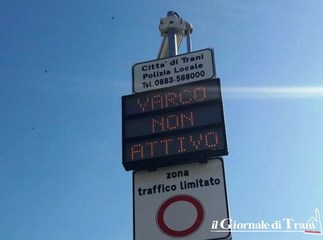 Citta' di Trani
Polizia Locale
Tel. 0883-588000
VARCO
NON
ATTIVO
zona
traffico limitato
il Giornale di Trani